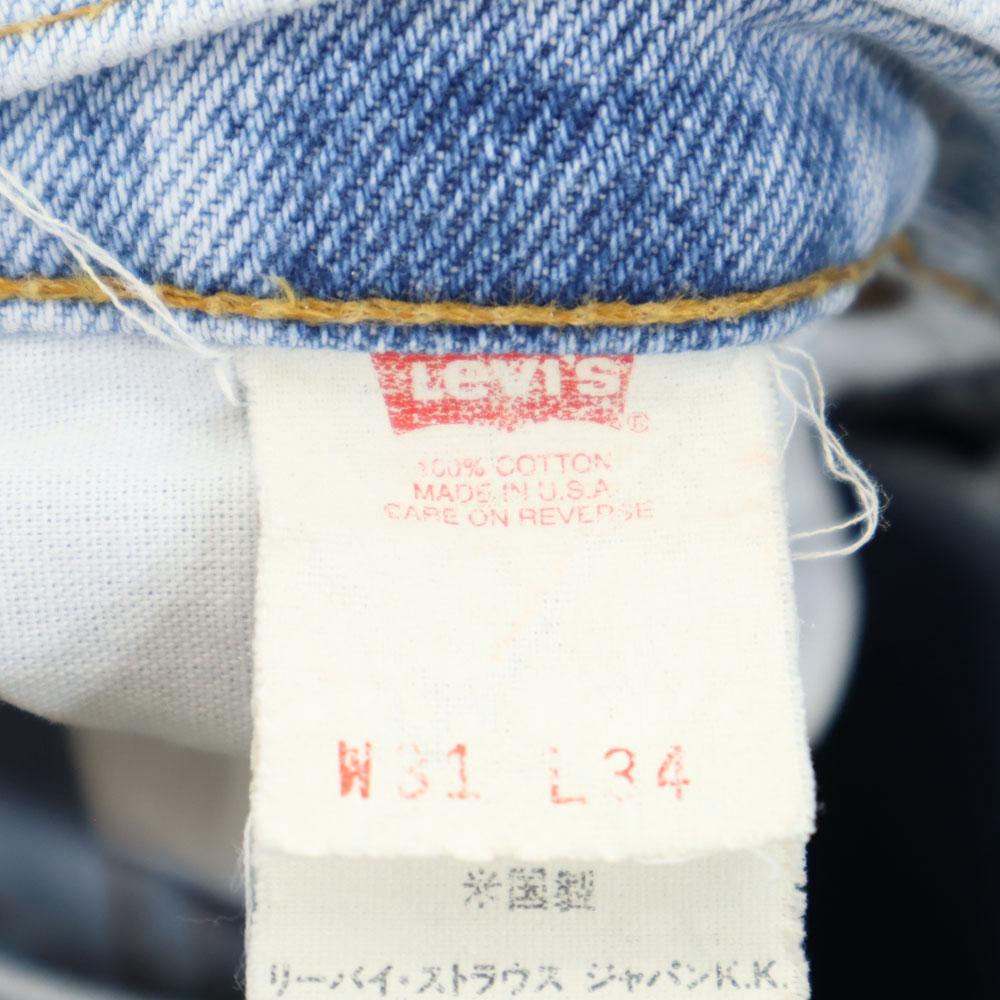 Levi's ®
100% COTTON
MADE IN U.S.A.
CARE ON REVERSE
W31 L34
米国製
リーバイ・ストラウス ジャパンK.K.